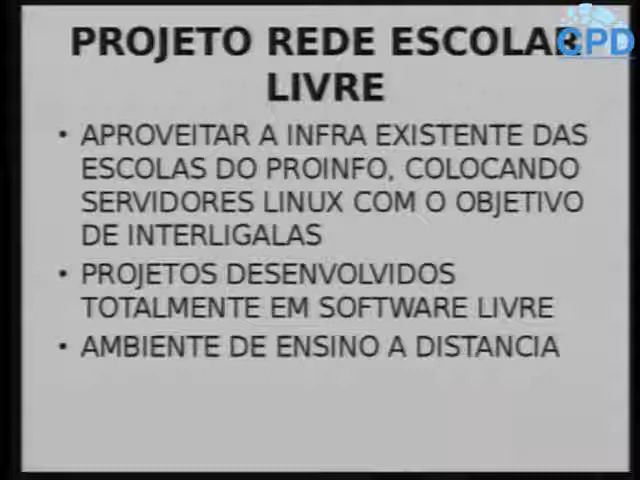 PROJETO REDE ESCOLAR
CPD
LIVRE
• APROVEITAR A INFRA EXISTENTE DAS
ESCOLAS DO PROINFO, COLOCANDO
SERVIDORES LINUX COM O OBJETIVO
DE INTERLIGALAS
• PROJETOS DESENVOLVIDOS
TOTALMENTE EM SOFTWARE LIVRE
• AMBIENTE DE ENSINO A DISTANCIA